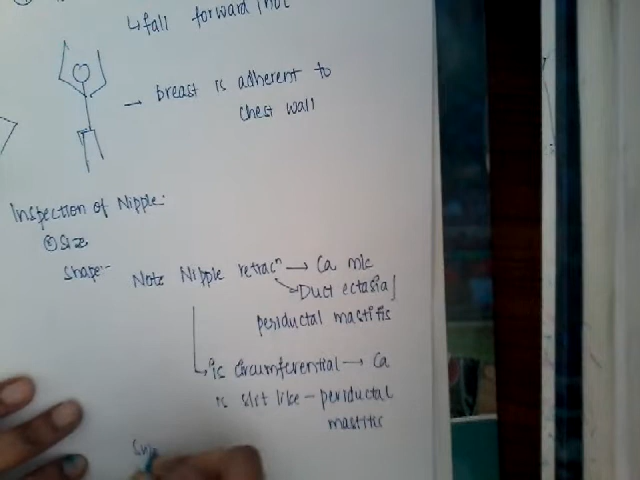 ↳fall forward / not
→ breast is adherent to
chest wall
Inspection of Nipple:
① Size
Shape:- Note Nipple retracⁿ → Ca m/c
→ Duct ectasia /
periductal mastitis
↳ is circumferential → Ca
is slit like - periductal
mastitis